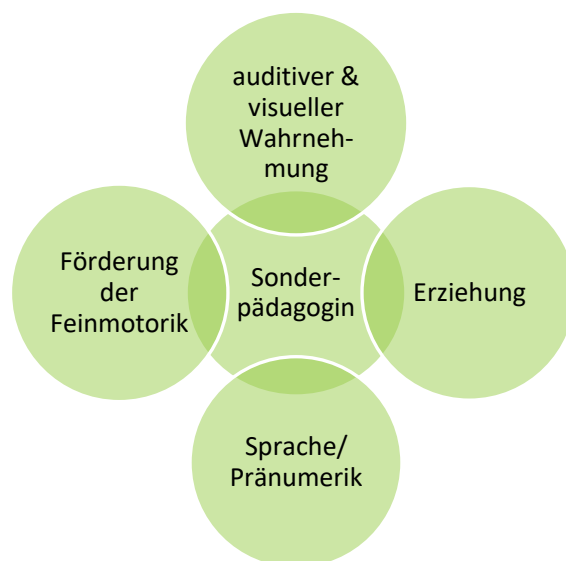 auditiver &
visueller
Wahrneh-
mung
Förderung
der
Feinmotorik
Sonder-
pädagogin
Erziehung
Sprache/
Pränumerik